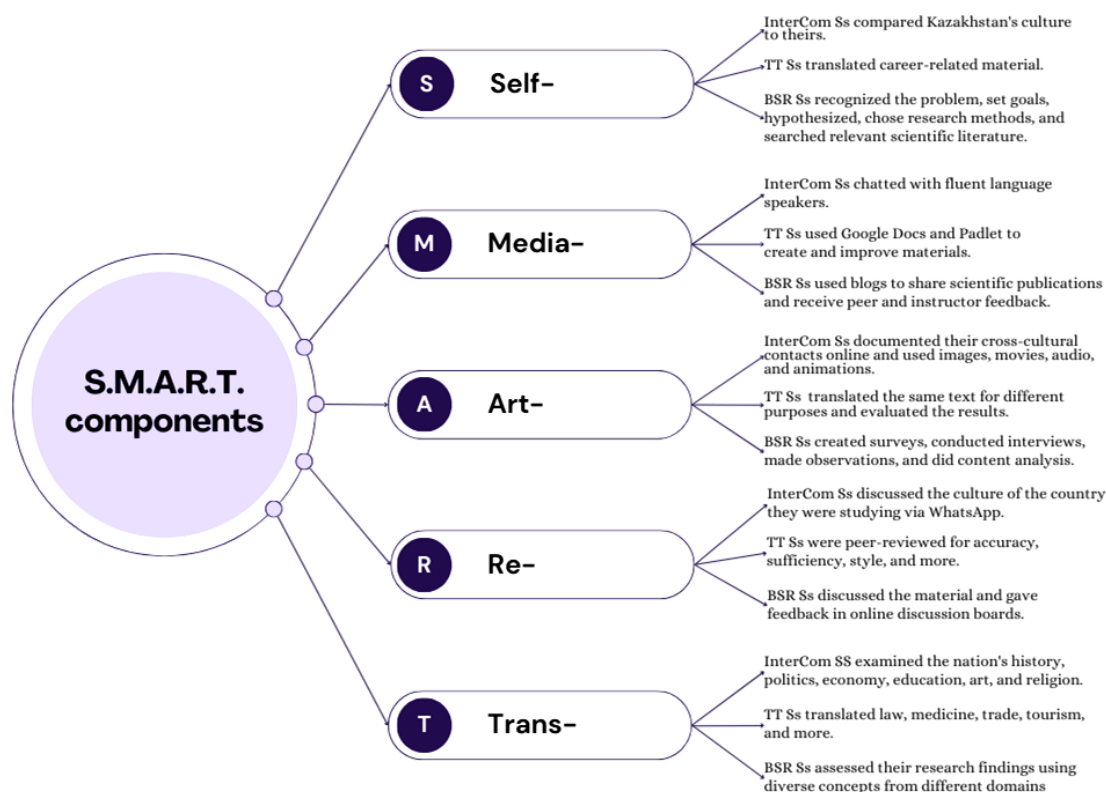 S.M.A.R.T.
components
S
Self-
InterCom Ss compared Kazakhstan's culture
to theirs.
TT Ss translated career-related material.
BSR Ss recognized the problem, set goals,
hypothesized, chose research methods, and
searched relevant scientific literature.
M
Media-
InterCom Ss chatted with fluent language
speakers.
TT Ss used Google Docs and Padlet to
create and improve materials.
BSR Ss used blogs to share scientific publications
and receive peer and instructor feedback.
A
Art-
InterCom Ss documented their cross-cultural
contacts online and used images, movies, audio,
and animations.
TT Ss translated the same text for different
purposes and evaluated the results.
BSR Ss created surveys, conducted interviews,
made observations, and did content analysis.
R
Re-
InterCom Ss discussed the culture of the country
they were studying via WhatsApp.
TT Ss were peer-reviewed for accuracy,
sufficiency, style, and more.
BSR Ss discussed the material and gave
feedback in online discussion boards.
T
Trans-
InterCom SS examined the nation's history,
politics, economy, education, art, and religion.
TT Ss translated law, medicine, trade, tourism,
and more.
BSR Ss assessed their research findings using
diverse concepts from different domains